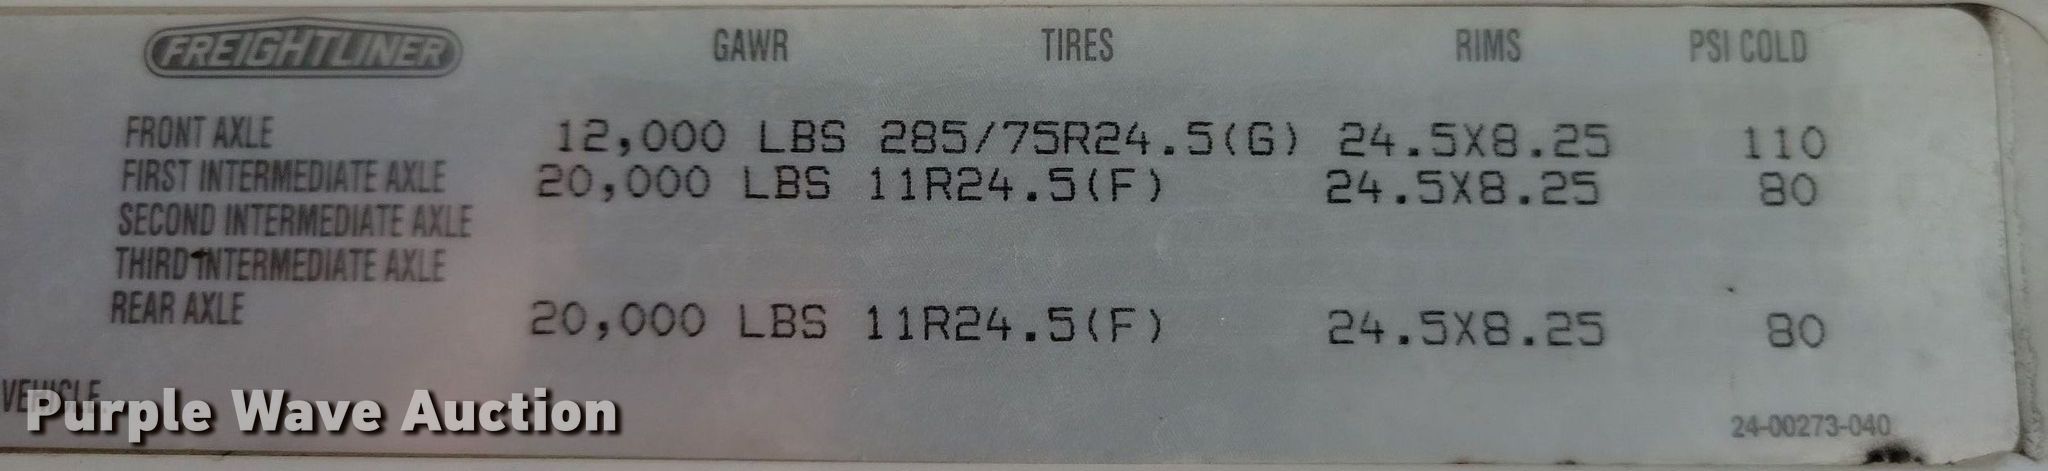 FREIGHTLINER GAWR TIRES RIMS PSI COLD
FRONT AXLE 12,000 LBS 285/75R24.5(G) 24.5X8.25 110
FIRST INTERMEDIATE AXLE 20,000 LBS 11R24.5(F) 24.5X8.25 80
SECOND INTERMEDIATE AXLE
THIRD INTERMEDIATE AXLE
REAR AXLE 20,000 LBS 11R24.5(F) 24.5X8.25 80
VEHICLE
Purple Wave Auction
24-00273-040